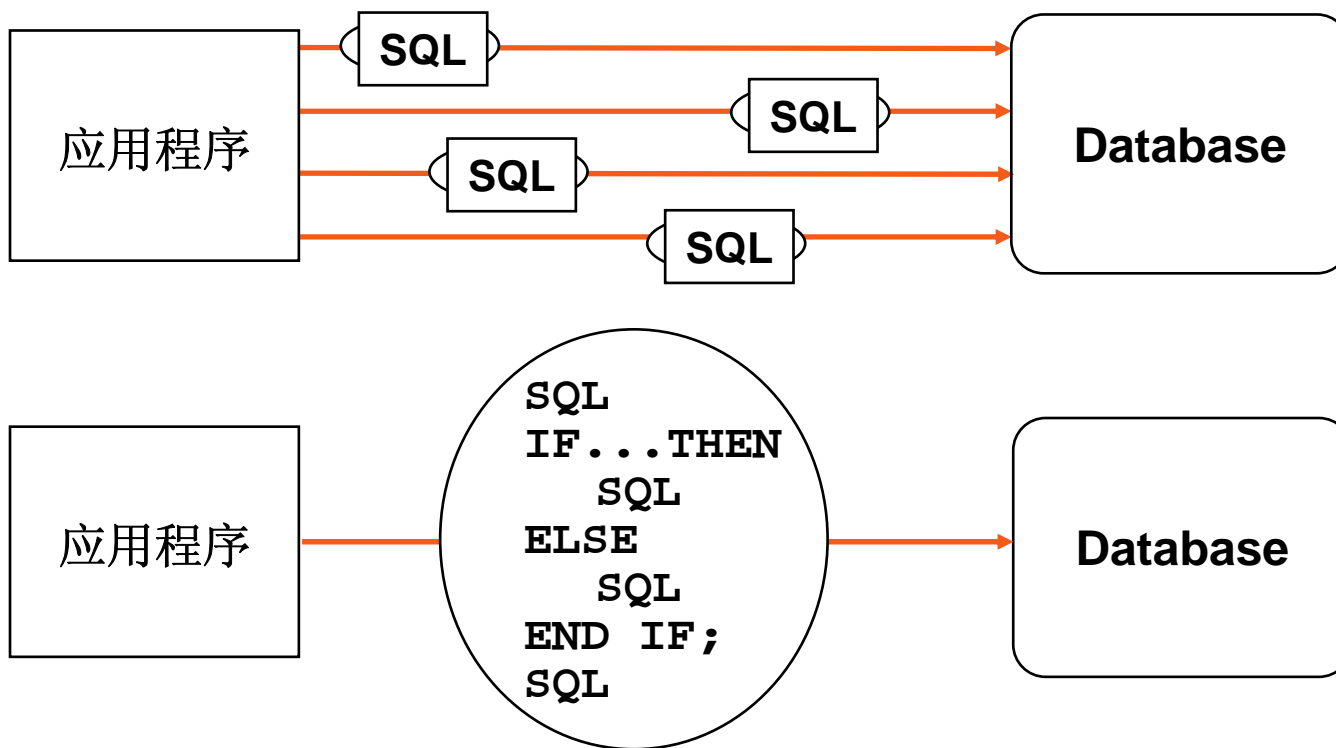 SQL
SQL
应用程序
Database
SQL
SQL
SQL
IF...THEN
SQL
ELSE
SQL
END IF;
SQL
应用程序
Database